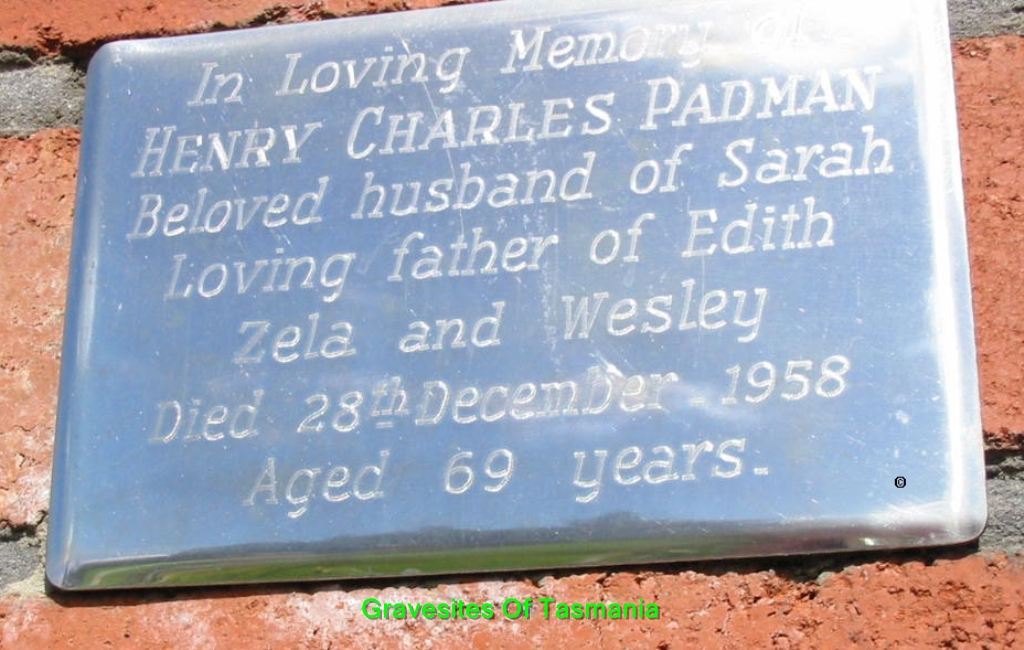 In Loving Memory of
HENRY CHARLES PADMAN
Beloved husband of Sarah
Loving father of Edith
Zela and Wesley
Died 28th December . 1958
Aged 69 years.
©
Gravesites Of Tasmania